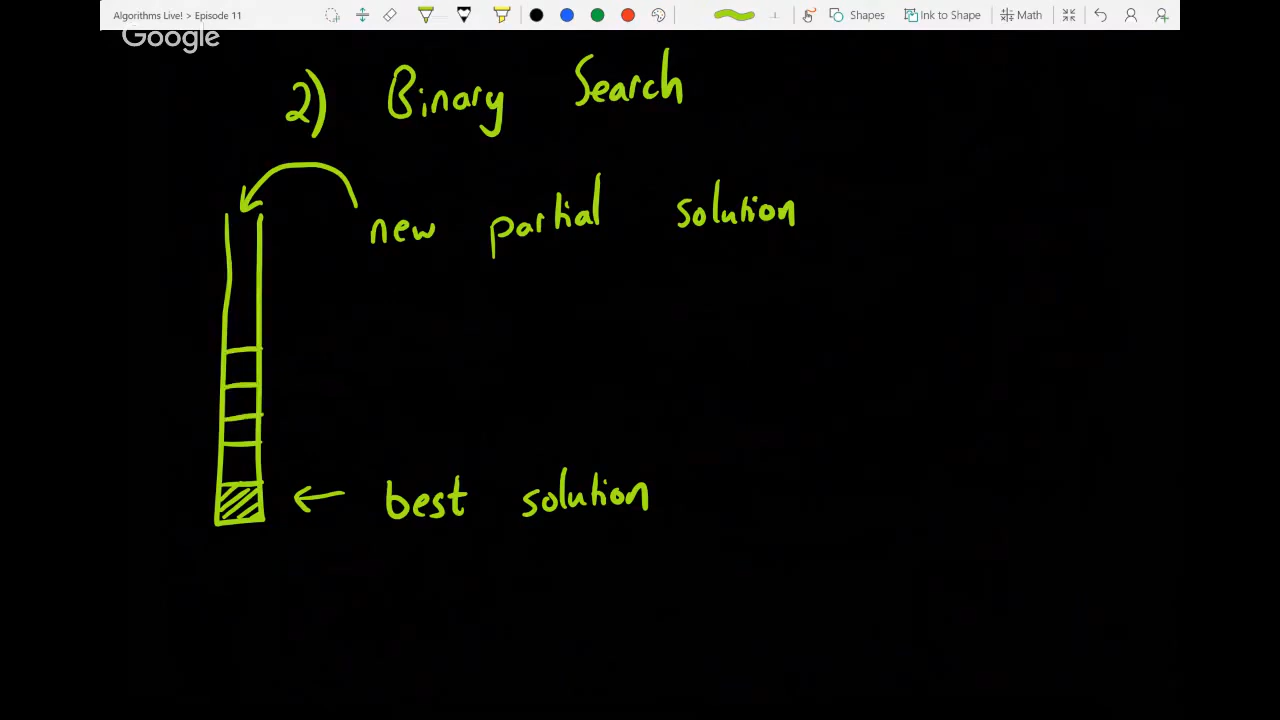 Algorithms Live! > Episode 11
Shapes
Ink to Shape
Math
Google
2) Binary Search
new partial solution
best solution